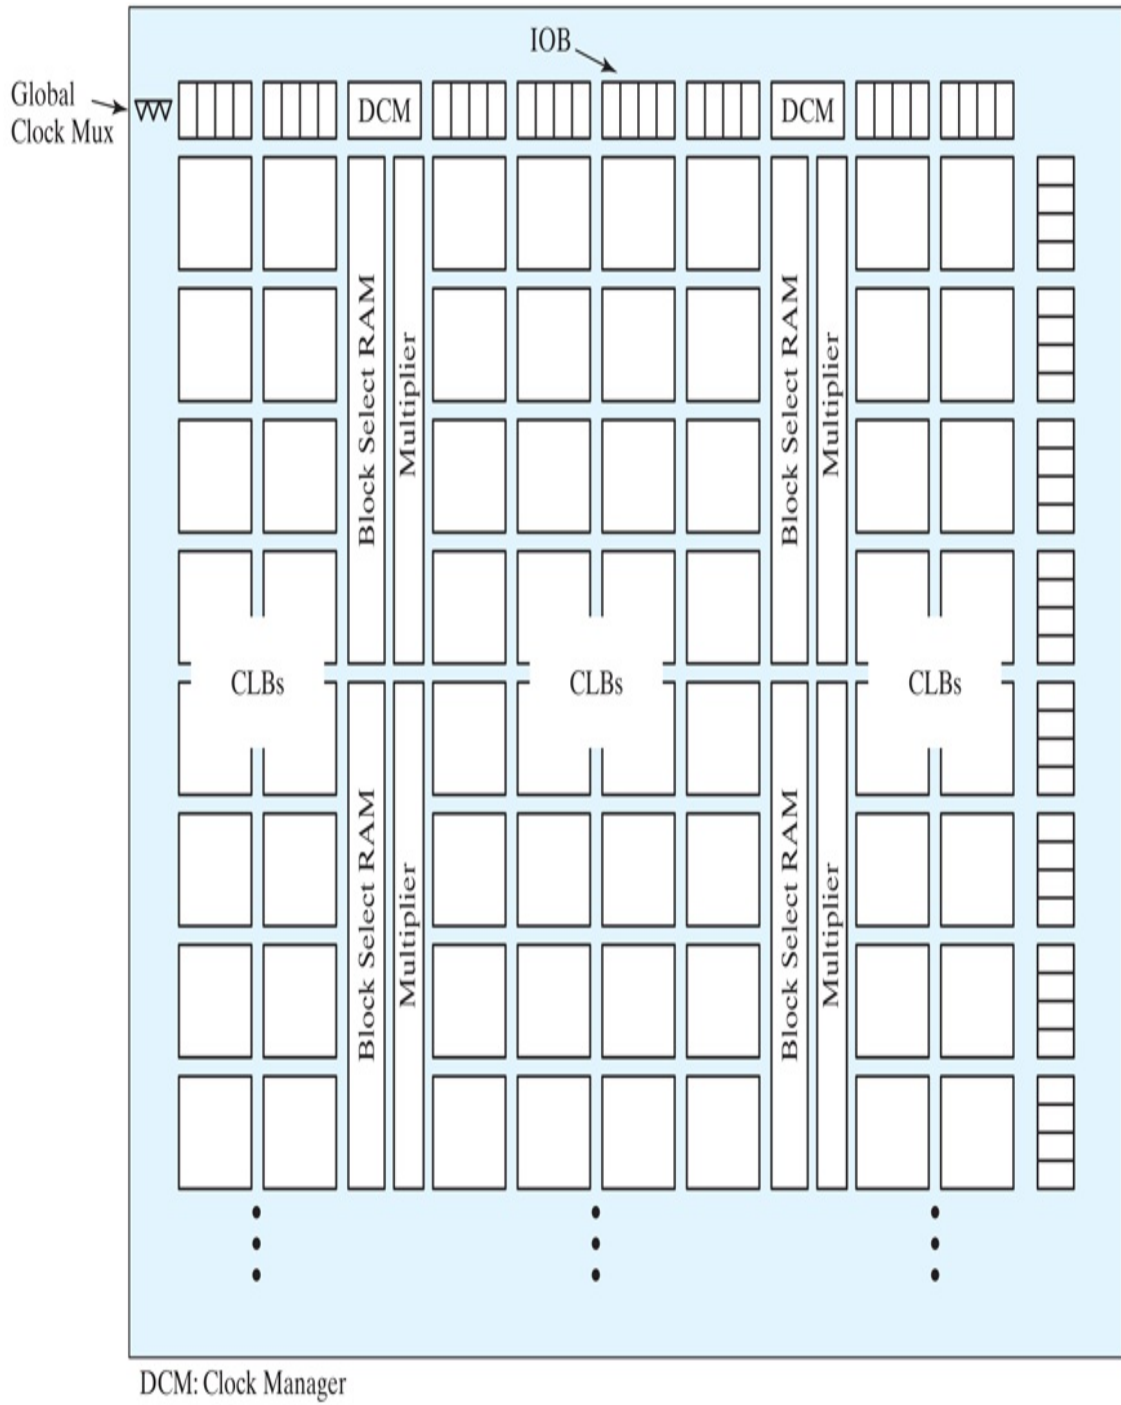 IOB
Global
Clock Mux
DCM
DCM
Block Select RAM
Multiplier
Block Select RAM
Multiplier
CLBs
CLBs
CLBs
Block Select RAM
Multiplier
Block Select RAM
Multiplier
DCM: Clock Manager